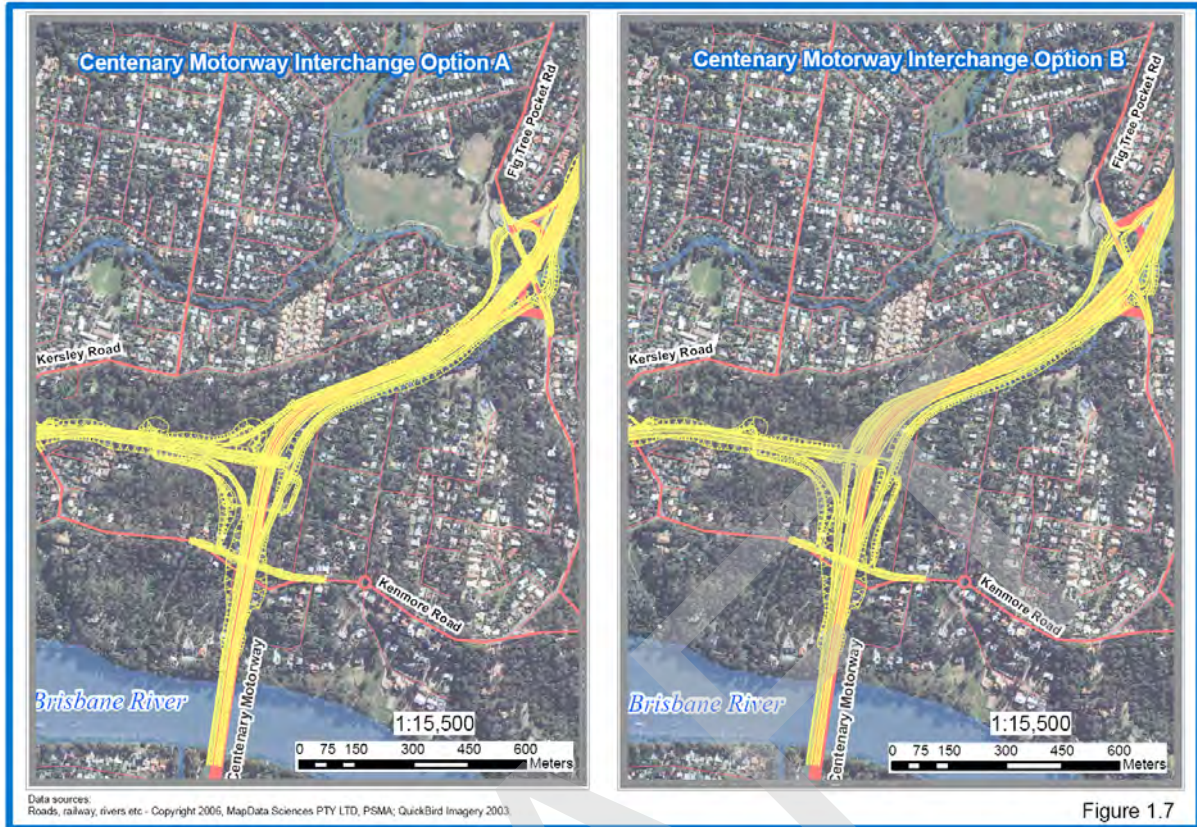 Centenary Motorway Interchange Option A
Fig Tree Pocket Rd
Kersley Road
Kenmore Road
Centenary Motorway
Brisbane River
1:15,500
0 75 150 300 450 600
Meters
Centenary Motorway Interchange Option B
Fig Tree Pocket Rd
Kersley Road
Kenmore Road
Centenary Motorway
Brisbane River
1:15,500
0 75 150 300 450 600
Meters
Data sources:
Roads, railway, rivers etc - Copyright 2006, MapData Sciences PTY LTD, PSMA; QuickBird Imagery 2003.
Figure 1.7